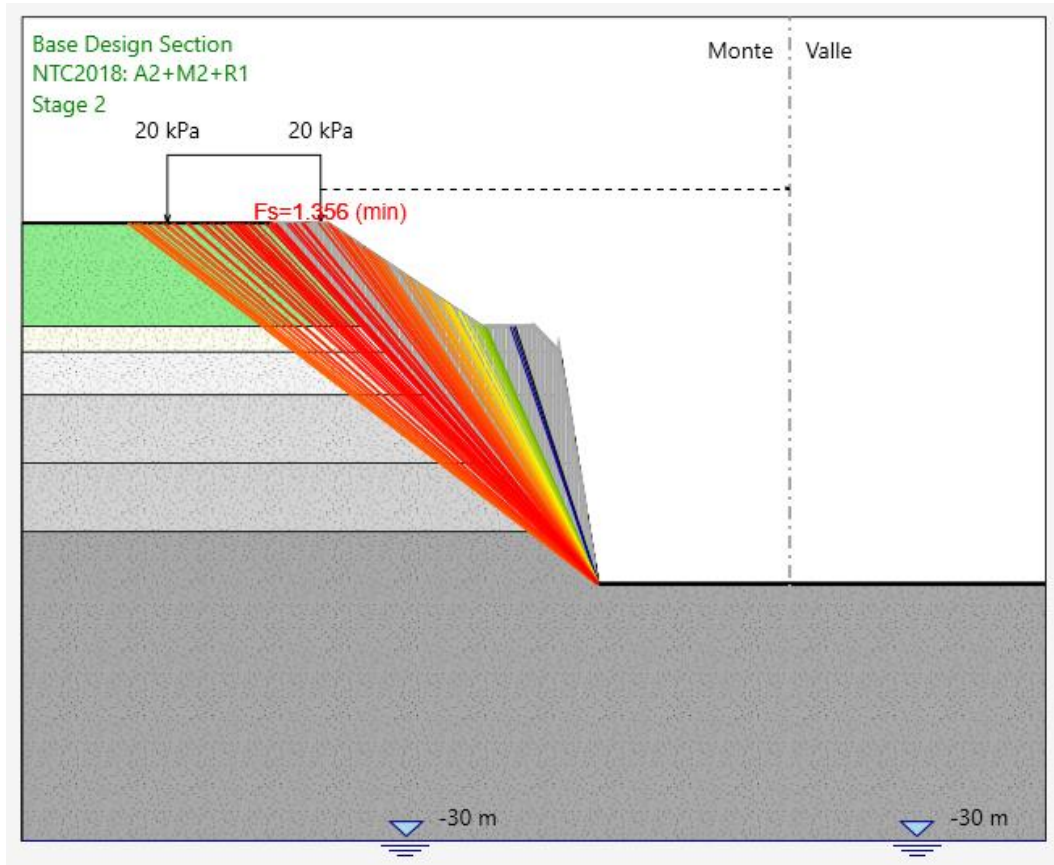 Base Design Section
NTC2018: A2+M2+R1
Stage 2
Monte
Valle
20 kPa
20 kPa
Fs=1.356 (min)
-30 m
-30 m